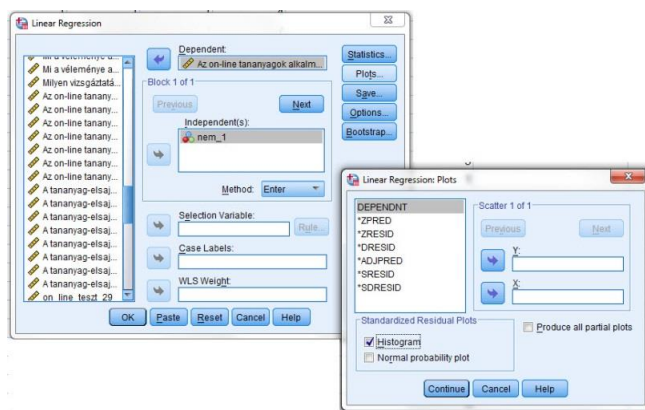 Linear Regression
Mi a véleménye a...
Milyen vizsgáztatá...
Az on-line tanany...
Az on-line tanany...
Az on-line tanany...
Az on-line tanany...
Az on-line tanany...
Az on-line tanany...
Az on-line tanany...
A tananyag-elsaj...
A tananyag-elsaj...
A tananyag-elsaj...
A tananyag-elsaj...
A tananyag-elsaj...
A tananyag-elsaj...
A tananyag-elsaj...
on_line_teszt_29
Dependent:
Az on-line tananyagok alkalm...
Block 1 of 1
Previous
Next
Independent(s):
nem_1
Method:
Enter
Selection Variable:
Rule...
Case Labels:
WLS Weight:
Statistics...
Plots...
Save...
Options...
Bootstrap...
OK
Paste
Reset
Cancel
Help
Linear Regression: Plots
DEPENDNT
*ZPRED
*ZRESID
*DRESID
*ADJPRED
*SRESID
*SDRESID
Scatter 1 of 1
Previous
Next
Y:
X:
Standardized Residual Plots
Histogram
Normal probability plot
Produce all partial plots
Continue
Cancel
Help